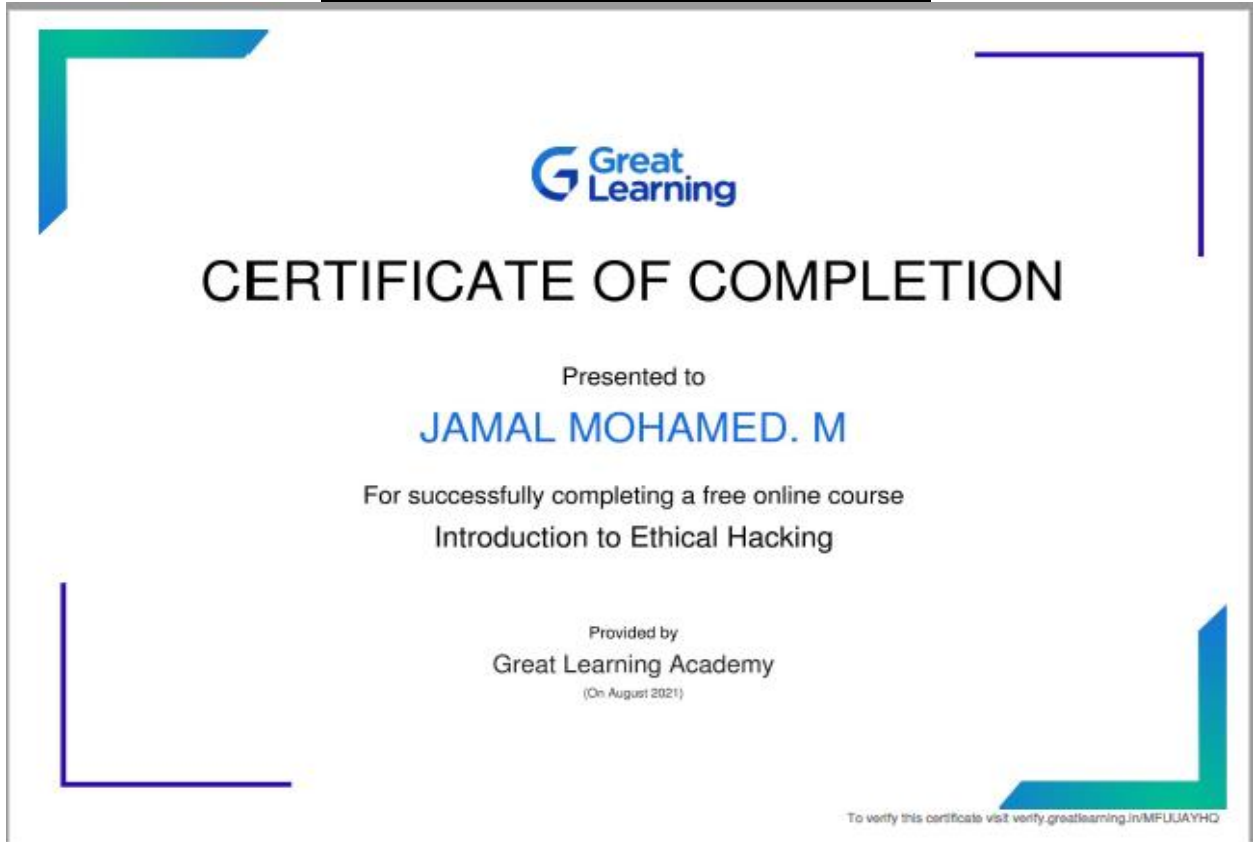 Great
Learning
CERTIFICATE OF COMPLETION
Presented to
JAMAL MOHAMED. M
For successfully completing a free online course
Introduction to Ethical Hacking
Provided by
Great Learning Academy
(On August 2021)
To verify this certificate visit verify.greatlearning.in/MFUUAYHQ